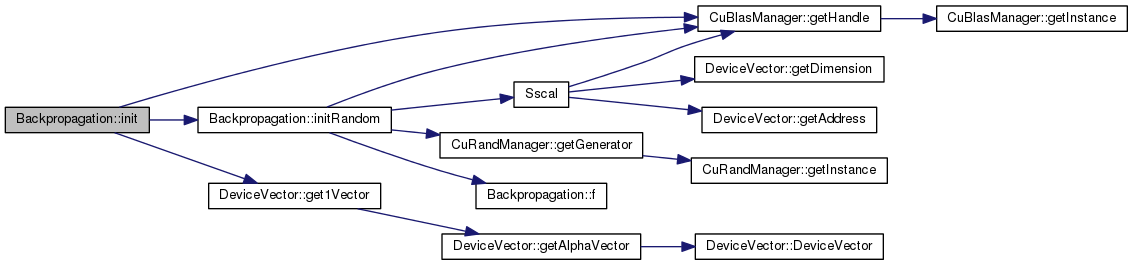 Backpropagation::init
CuBlasManager::getHandle
CuBlasManager::getInstance
Backpropagation::initRandom
Sscal
DeviceVector::getDimension
DeviceVector::getAddress
CuRandManager::getGenerator
CuRandManager::getInstance
Backpropagation::f
DeviceVector::get1Vector
DeviceVector::getAlphaVector
DeviceVector::DeviceVector